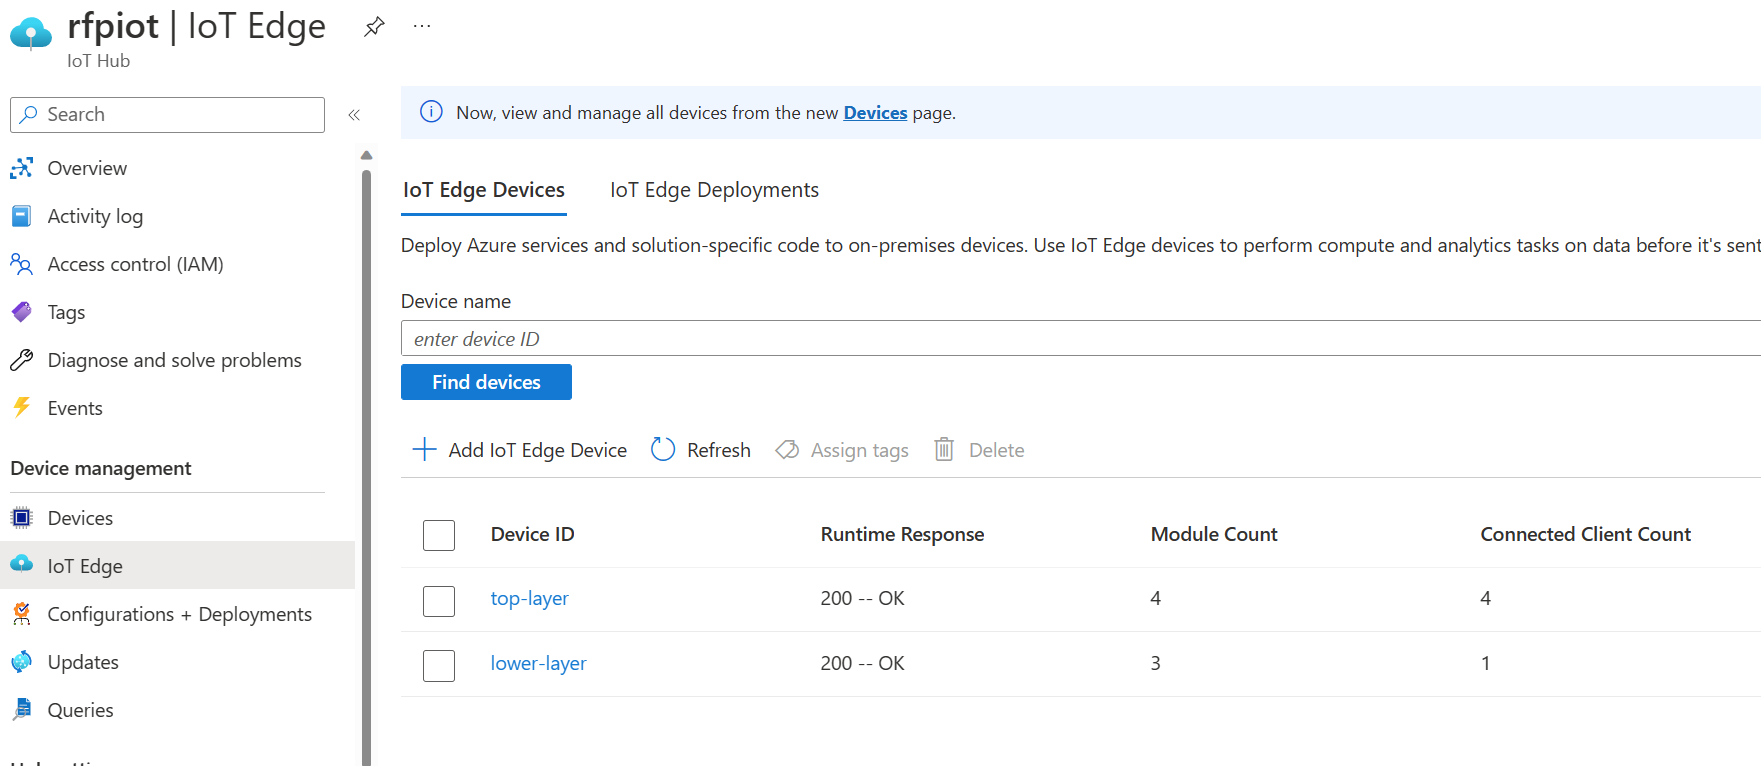 rfpiot | IoT Edge
IoT Hub
Search
Overview
Activity log
Access control (IAM)
Tags
Diagnose and solve problems
Events
Device management
Devices
IoT Edge
Configurations + Deployments
Updates
Queries
Now, view and manage all devices from the new Devices page.
IoT Edge Devices IoT Edge Deployments
Deploy Azure services and solution-specific code to on-premises devices. Use IoT Edge devices to perform compute and analytics tasks on data before it's sent
Device name
enter device ID
Find devices
Add IoT Edge Device Refresh Assign tags Delete
Device ID Runtime Response Module Count Connected Client Count
top-layer 200 -- OK 4 4
lower-layer 200 -- OK 3 1